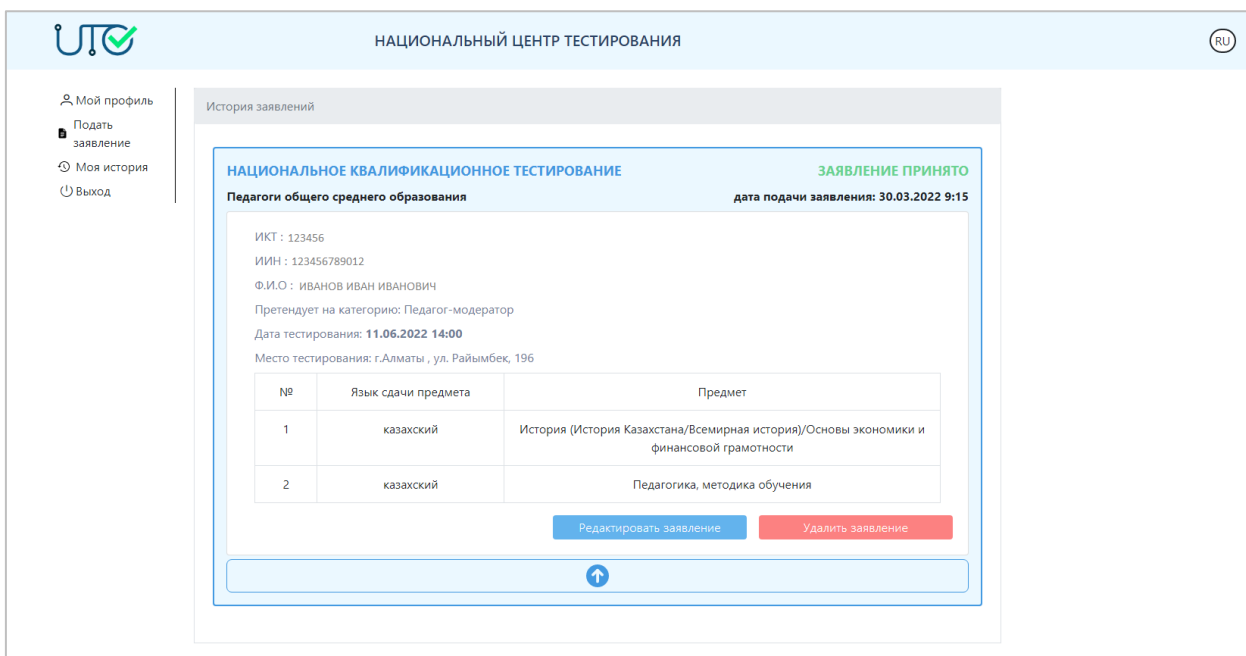 UTO
НАЦИОНАЛЬНЫЙ ЦЕНТР ТЕСТИРОВАНИЯ
RU
Мой профиль
Подать
заявление
Моя история
Выход
История заявлений
НАЦИОНАЛЬНОЕ КВАЛИФИКАЦИОННОЕ ТЕСТИРОВАНИЕ
ЗАЯВЛЕНИЕ ПРИНЯТО
Педагоги общего среднего образования
дата подачи заявления: 30.03.2022 9:15
ИКТ : 123456
ИИН : 123456789012
Ф.И.О : ИВАНОВ ИВАН ИВАНОВИЧ
Претендует на категорию: Педагог-модератор
Дата тестирования: 11.06.2022 14:00
Место тестирования: г.Алматы , ул. Райымбек, 196
№ Язык сдачи предмета Предмет
1 казахский История (История Казахстана/Всемирная история)/Основы экономики и
финансовой грамотности
2 казахский Педагогика, методика обучения
Редактировать заявление
Удалить заявление